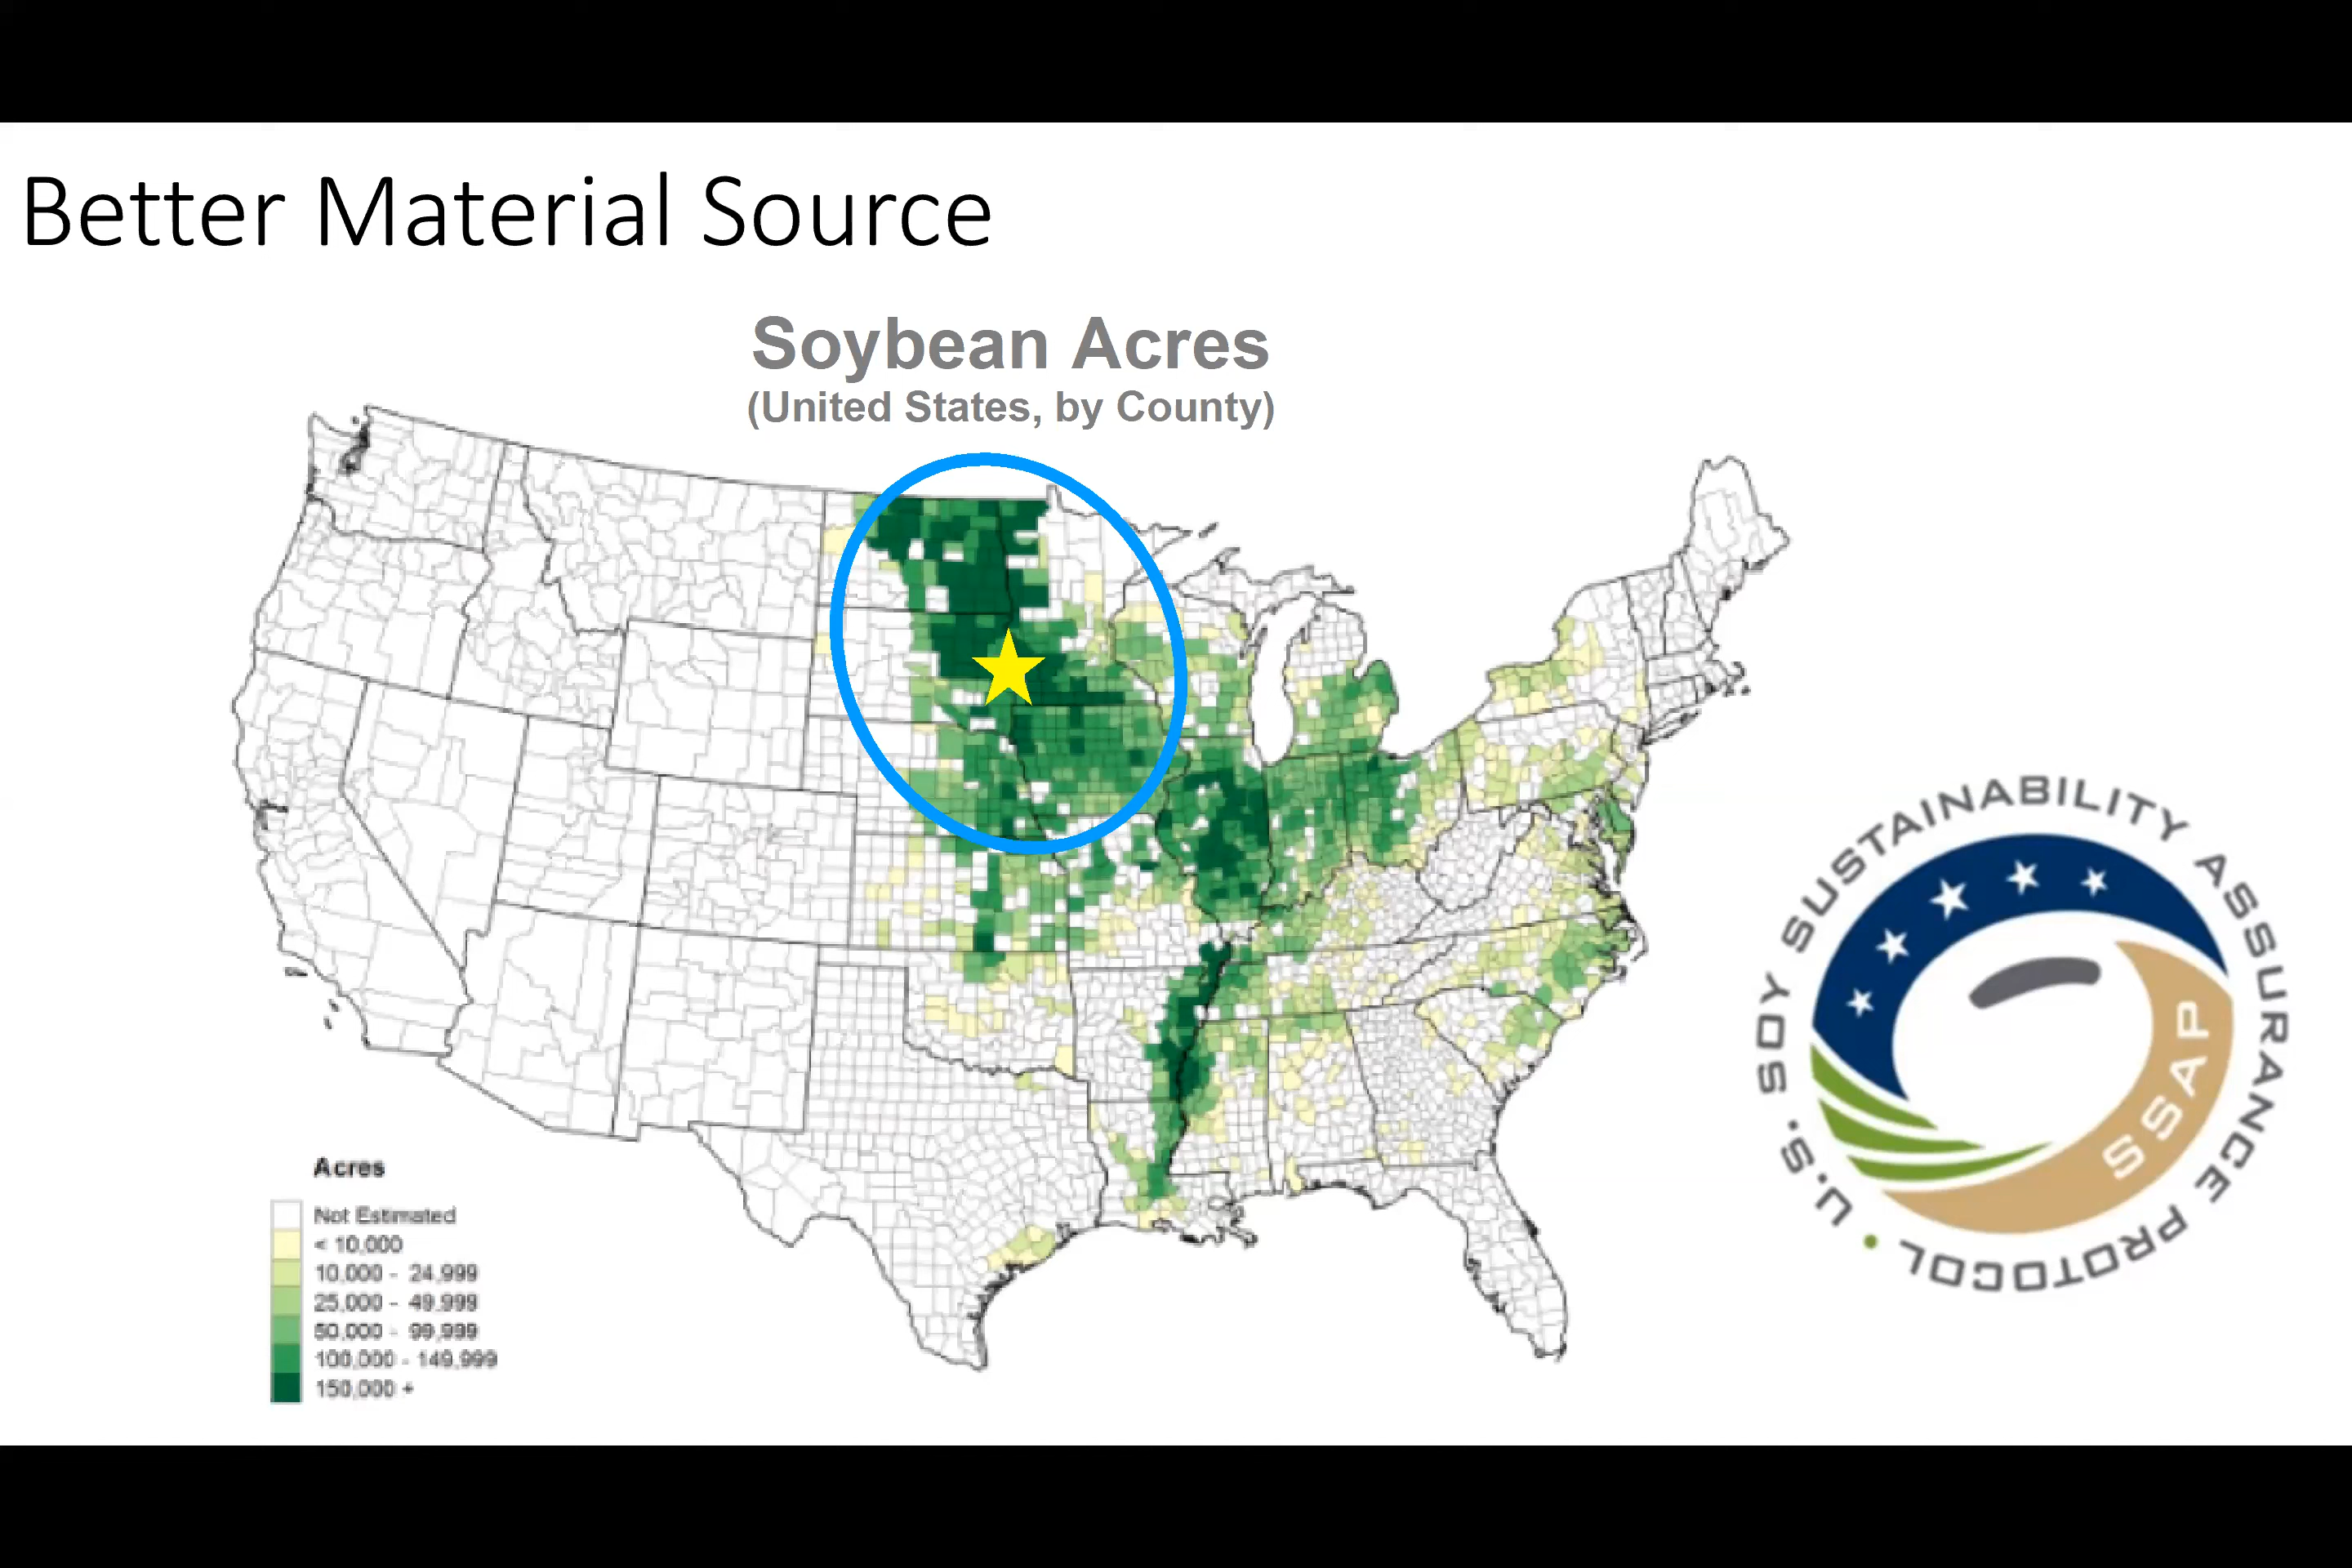 Better Material Source
Soybean Acres
(United States, by County)
Acres
Not Estimated
< 10,000
10,000 - 24,999
25,000 - 49,999
50,000 - 99,999
100,000 - 149,999
150,000 +
U.S. SOY SUSTAINABILITY ASSURANCE PROTOCOL •
SSAP